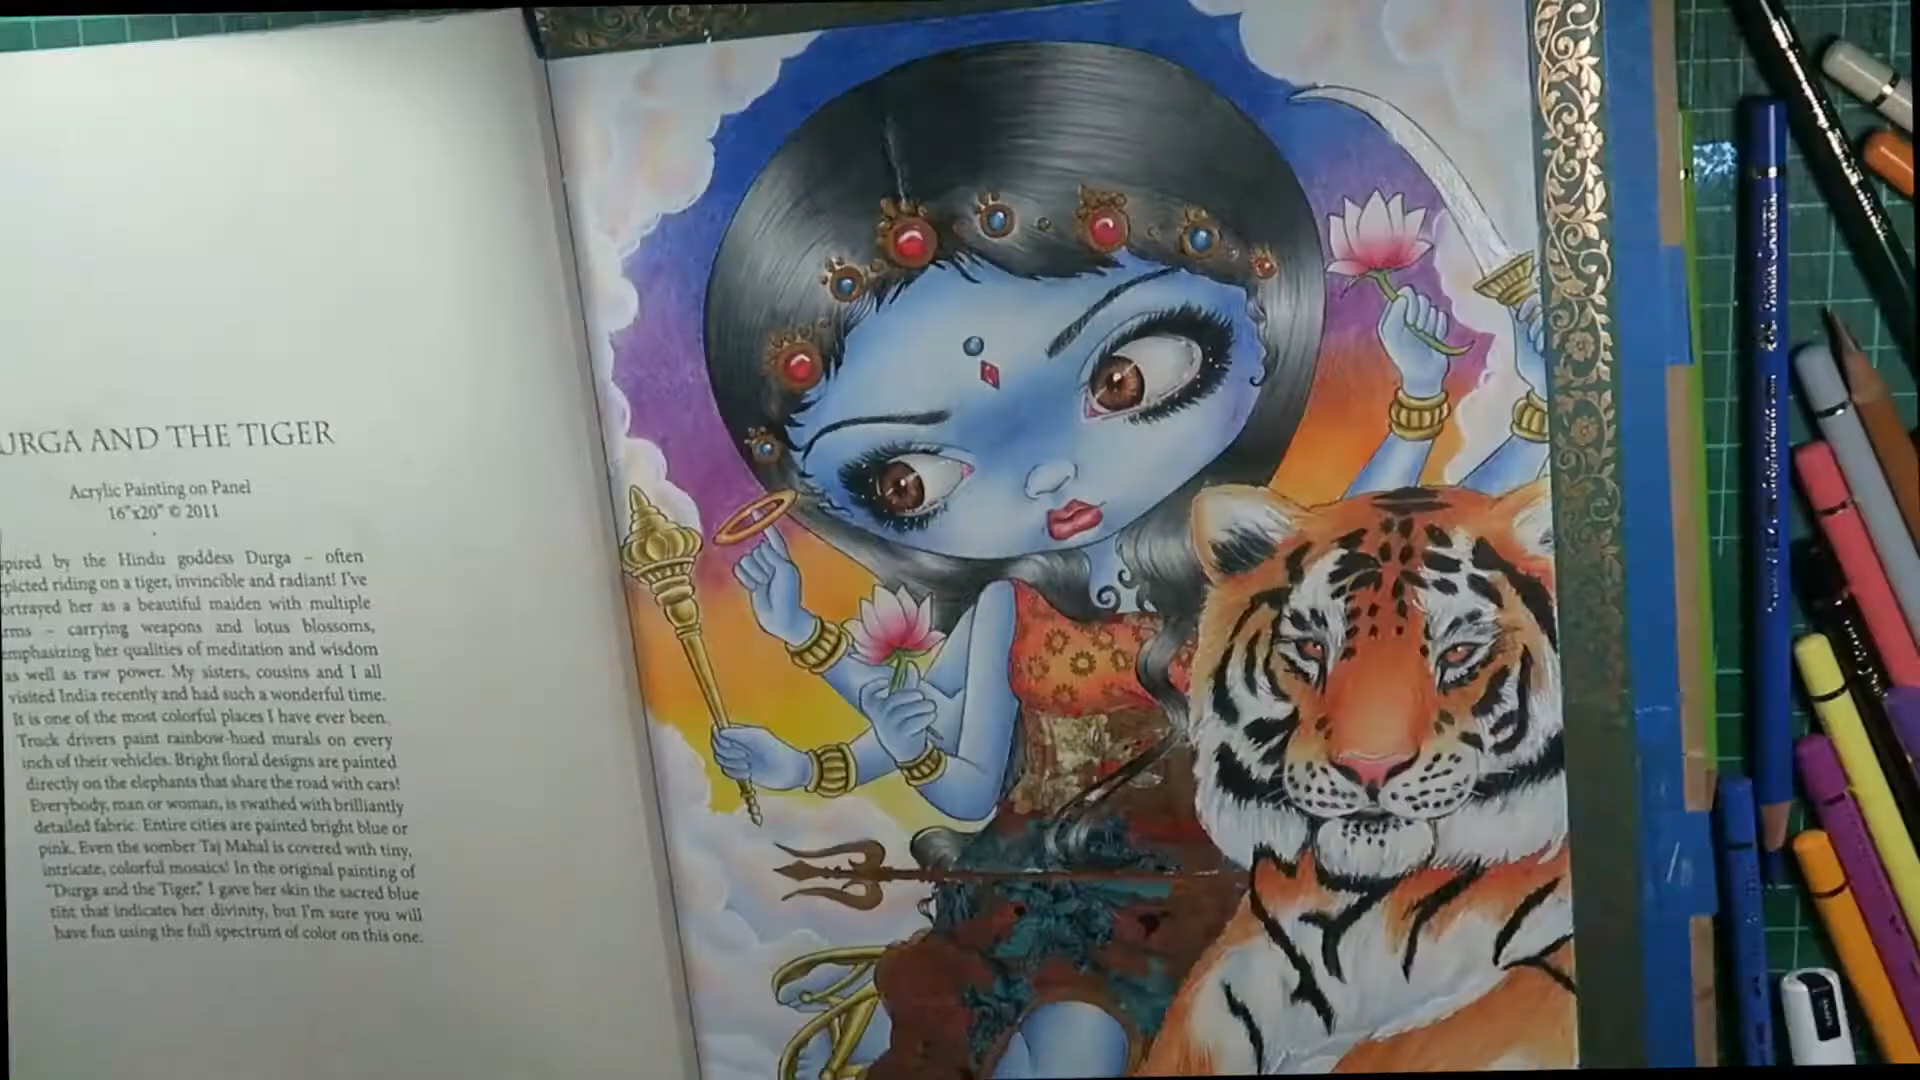 URGA AND THE TIGER
Acrylic Painting on Panel
16"x20" © 2011
pired by the Hindu goddess Durga – often
picted riding on a tiger, invincible and radiant! I've
ortrayed her as a beautiful maiden with multiple
rms – carrying weapons and lotus blossoms,
emphasizing her qualities of meditation and wisdom
as well as raw power. My sisters, cousins and I all
visited India recently and had such a wonderful time.
It is one of the most colorful places I have ever been.
Truck drivers paint rainbow-hued murals on every
inch of their vehicles. Bright floral designs are painted
directly on the elephants that share the road with cars!
Everybody, man or woman, is swathed with brilliantly
detailed fabric. Entire cities are painted bright blue or
pink. Even the somber Taj Mahal is covered with tiny,
intricate, colorful mosaics! In the original painting of
"Durga and the Tiger," I gave her skin the sacred blue
tint that indicates her divinity, but I'm sure you will
have fun using the full spectrum of color on this one.